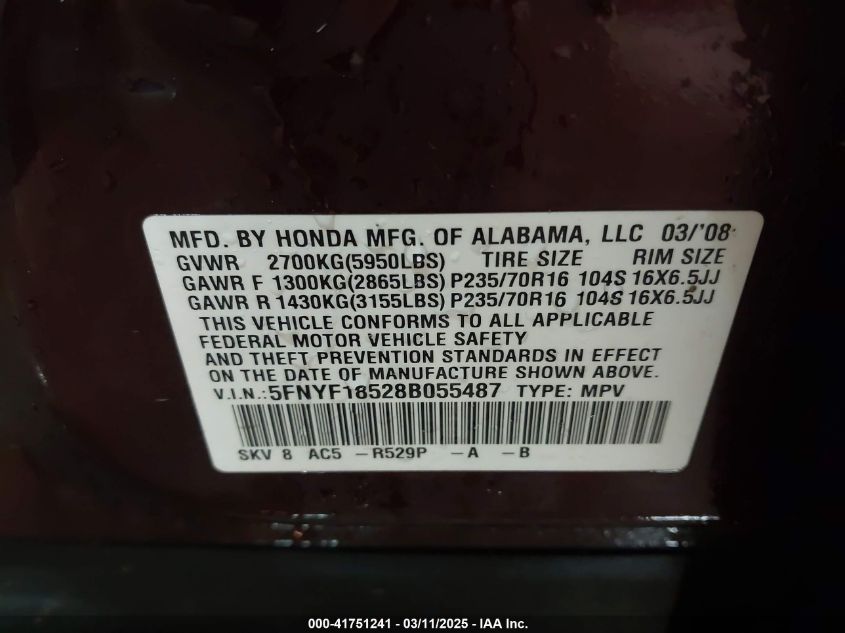 MFD. BY HONDA MFG. OF ALABAMA, LLC 03/'08
GVWR 2700KG(5950LBS) TIRE SIZE RIM SIZE
GAWR F 1300KG(2865LBS) P235/70R16 104S 16X6.5JJ
GAWR R 1430KG(3155LBS) P235/70R16 104S 16X6.5JJ
THIS VEHICLE CONFORMS TO ALL APPLICABLE
FEDERAL MOTOR VEHICLE SAFETY
AND THEFT PREVENTION STANDARDS IN EFFECT
ON THE DATE OF MANUFACTURE SHOWN ABOVE.
V.I.N.:5FNYF18528B055487 TYPE: MPV
SKV 8 AC5 -R529P -A -B
000-41751241 - 03/11/2025 - IAA Inc.